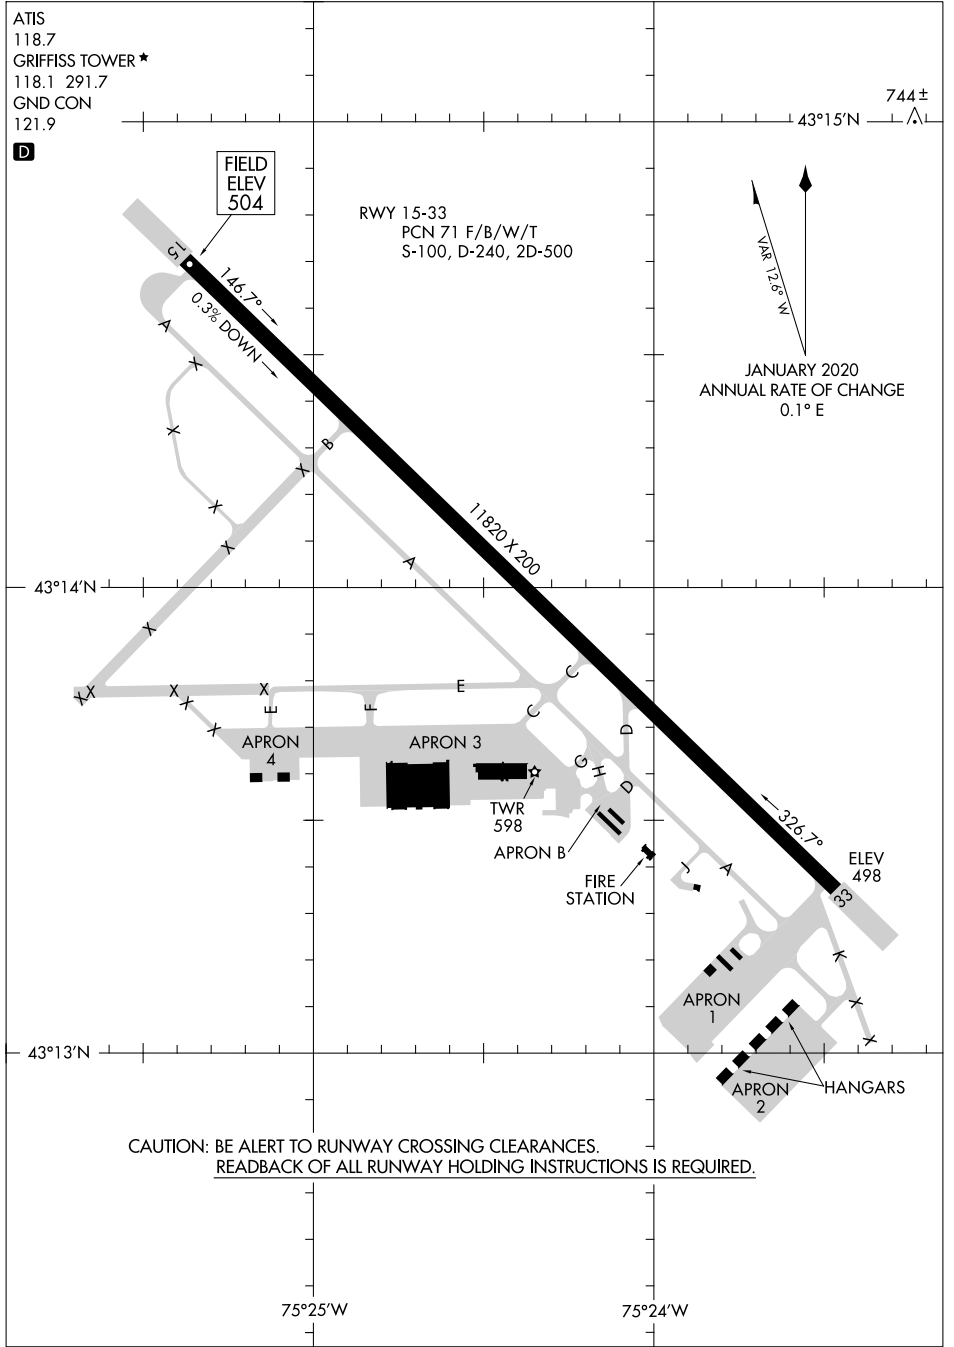 ATIS
118.7
GRIFFISS TOWER ★
118.1 291.7
GND CON
121.9
D
744±
43°15'N
FIELD
ELEV
504
RWY 15-33
PCN 71 F/B/W/T
S-100, D-240, 2D-500
VAR 12.6° W
JANUARY 2020
ANNUAL RATE OF CHANGE
0.1° E
15
146.7°
0.3% DOWN
A
X
X
B
X
X
X
11820 X 200
A
X
43°14'N
X
C
X
X
X
X
E
X
E
F
C
X
D
APRON
4
APRON 3
G
H
D
TWR
598
APRON B
326.7°
ELEV
498
FIRE
STATION
J
A
33
K
APRON
1
X
X
43°13'N
HANGARS
APRON
2
CAUTION: BE ALERT TO RUNWAY CROSSING CLEARANCES.
READBACK OF ALL RUNWAY HOLDING INSTRUCTIONS IS REQUIRED.
75°25'W
75°24'W